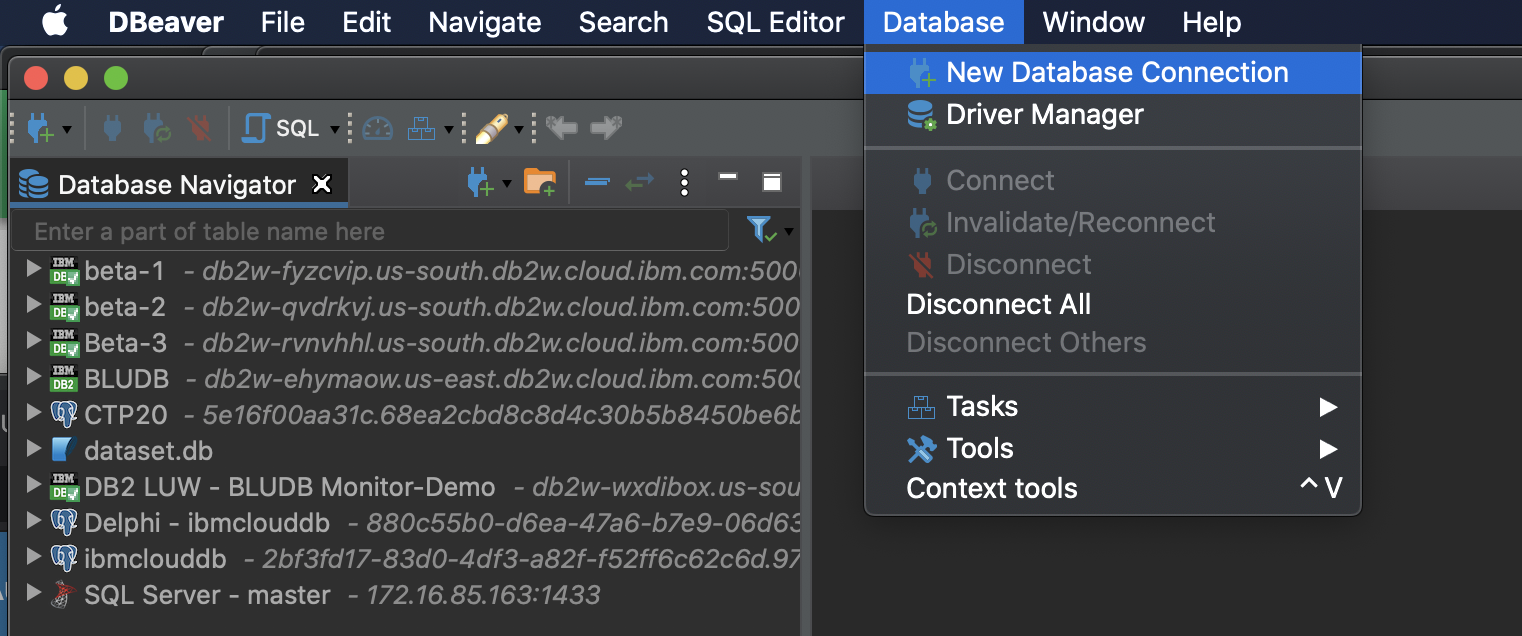 DBeaver File Edit Navigate Search SQL Editor Database Window Help
New Database Connection
Driver Manager
Connect
Invalidate/Reconnect
Disconnect
Disconnect All
Disconnect Others
Tasks
Tools
Context tools ^ V
SQL
Database Navigator
Enter a part of table name here
IBM beta-1 - db2w-fyzcvip.us-south.db2w.cloud.ibm.com:500
IBM beta-2 - db2w-qvdrkvj.us-south.db2w.cloud.ibm.com:500
IBM Beta-3 - db2w-rvnvhhl.us-south.db2w.cloud.ibm.com:500
IBM DB2 BLUDB - db2w-ehymaow.us-east.db2w.cloud.ibm.com:500
CTP20 - 5e16f00aa31c.68ea2cbd8c8d4c30b5b8450be6b
dataset.db
IBM DB2 LUW - BLUDB Monitor-Demo - db2w-wxdibox.us-sou
Delphi - ibmclouddb - 880c55b0-d6ea-47a6-b7e9-06d63
ibmclouddb - 2bf3fd17-83d0-4df3-a82f-f52ff6c62c6d.97
SQL Server - master - 172.16.85.163:1433